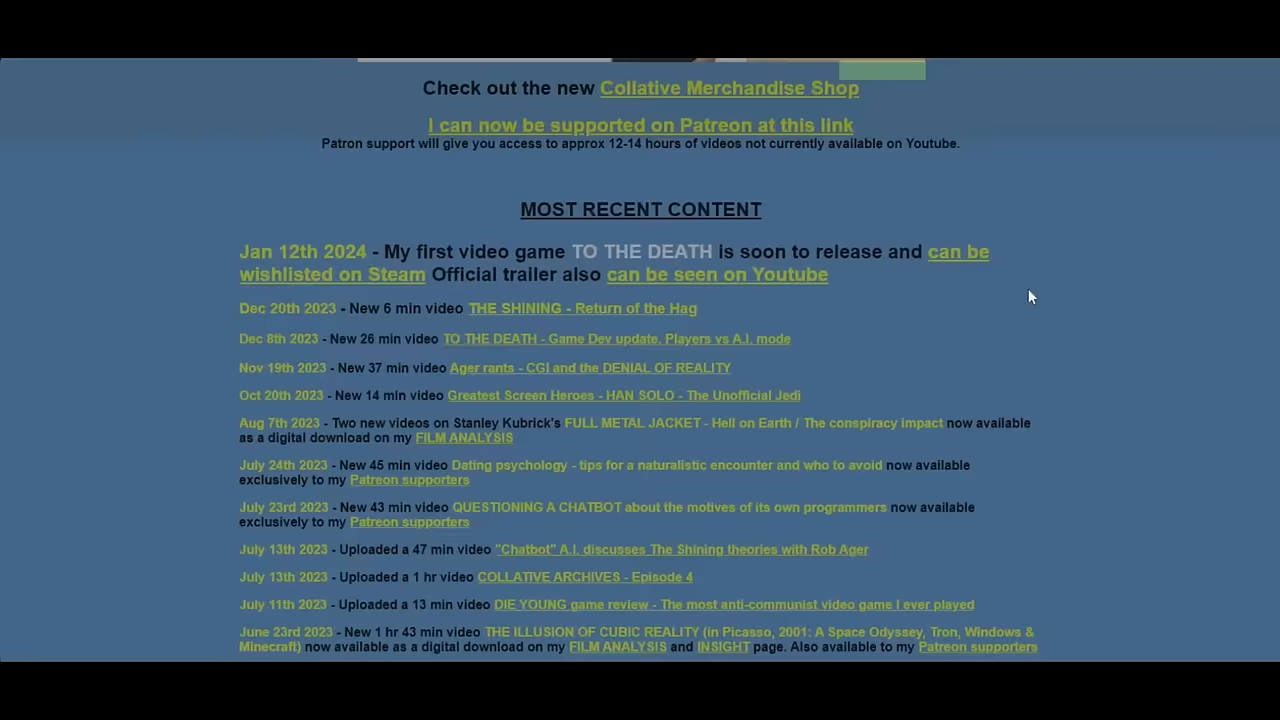 Check out the new Collative Merchandise Shop
I can now be supported on Patreon at this link
Patron support will give you access to approx 12-14 hours of videos not currently available on Youtube.
MOST RECENT CONTENT
Jan 12th 2024 - My first video game TO THE DEATH is soon to release and can be
wishlisted on Steam Official trailer also can be seen on Youtube
Dec 20th 2023 - New 6 min video THE SHINING - Return of the Hag
Dec 8th 2023 - New 26 min video TO THE DEATH - Game Dev update, Players vs A.I. mode
Nov 19th 2023 - New 37 min video Ager rants - CGI and the DENIAL OF REALITY
Oct 20th 2023 - New 14 min video Greatest Screen Heroes - HAN SOLO - The Unofficial Jedi
Aug 7th 2023 - Two new videos on Stanley Kubrick's FULL METAL JACKET - Hell on Earth / The conspiracy impact now available
as a digital download on my FILM ANALYSIS
July 24th 2023 - New 45 min video Dating psychology - tips for a naturalistic encounter and who to avoid now available
exclusively to my Patreon supporters
July 23rd 2023 - New 43 min video QUESTIONING A CHATBOT about the motives of its own programmers now available
exclusively to my Patreon supporters
July 13th 2023 - Uploaded a 47 min video "Chatbot" A.I. discusses The Shining theories with Rob Ager
July 13th 2023 - Uploaded a 1 hr video COLLATIVE ARCHIVES - Episode 4
July 11th 2023 - Uploaded a 13 min video DIE YOUNG game review - The most anti-communist video game I ever played
June 23rd 2023 - New 1 hr 43 min video THE ILLUSION OF CUBIC REALITY (in Picasso, 2001: A Space Odyssey, Tron, Windows &
Minecraft) now available as a digital download on my FILM ANALYSIS and INSIGHT page. Also available to my Patreon supporters